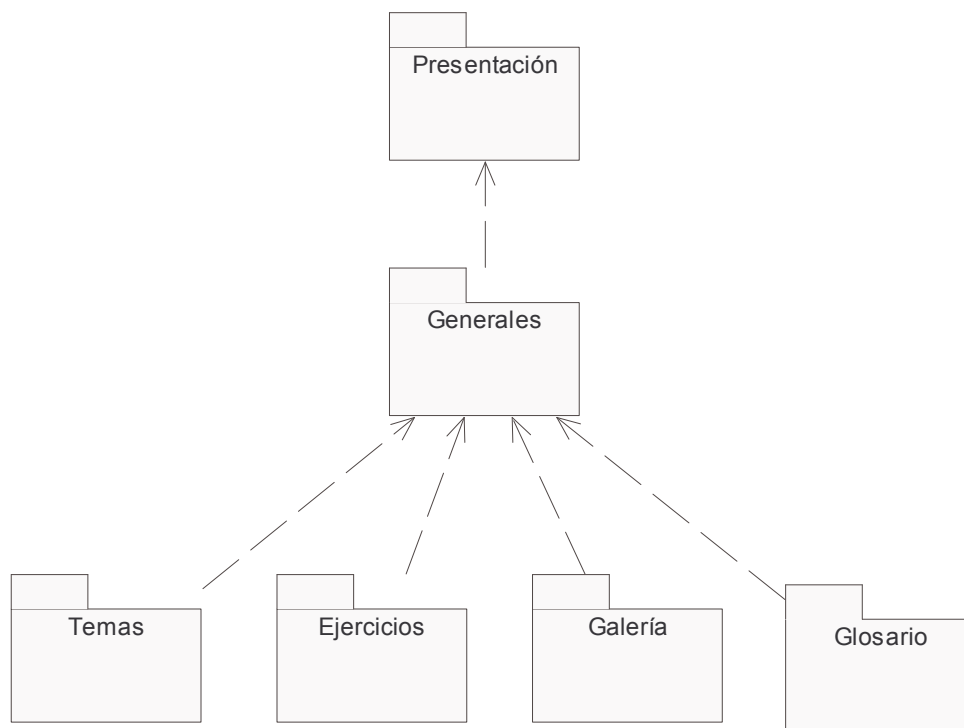 Presentación
Generales
Temas
Ejercicios
Galería
Glosario